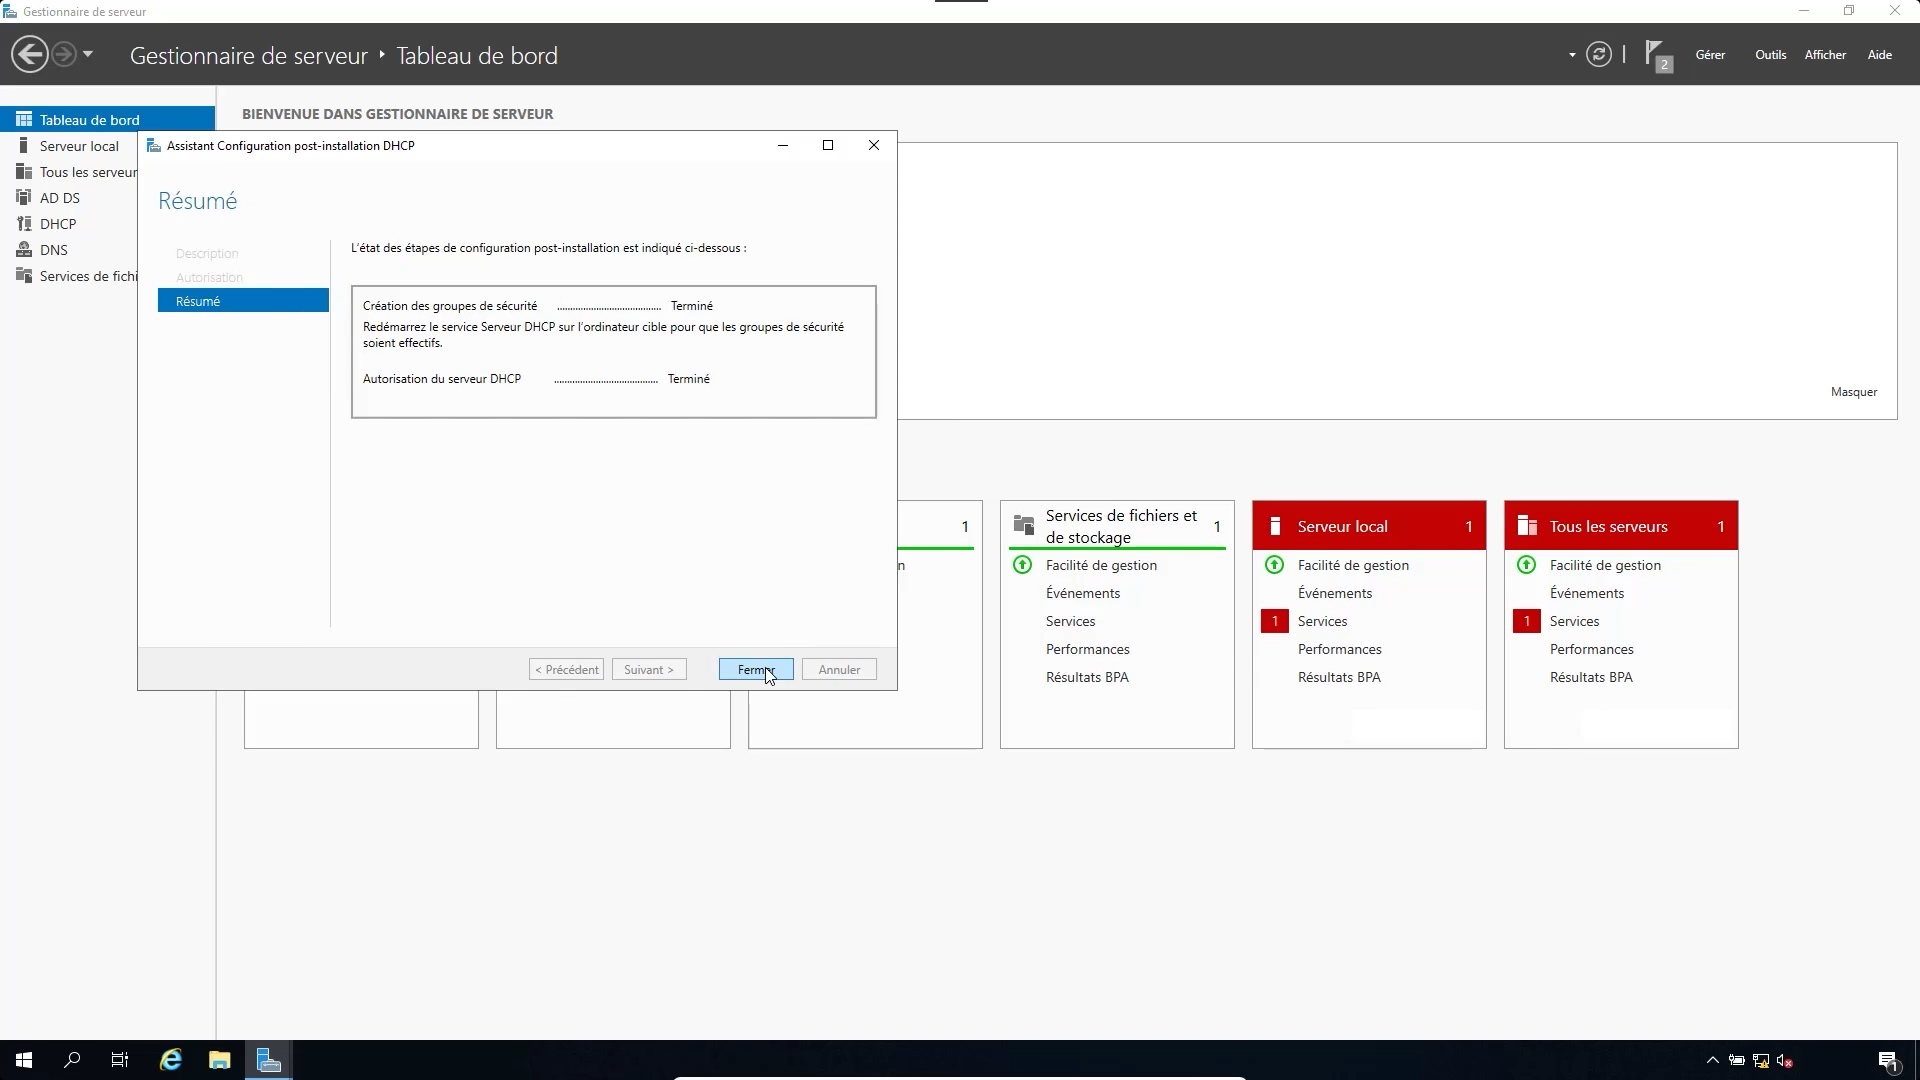 Gestionnaire de serveur
Gestionnaire de serveur ‣ Tableau de bord
2
Gérer
Outils
Afficher
Aide
Tableau de bord
Serveur local
Tous les serveur
AD DS
DHCP
DNS
Services de fichi
BIENVENUE DANS GESTIONNAIRE DE SERVEUR
Assistant Configuration post-installation DHCP
Résumé
Description
Autorisation
Résumé
L'état des étapes de configuration post-installation est indiqué ci-dessous :
Création des groupes de sécurité ........................................ Terminé
Redémarrez le service Serveur DHCP sur l'ordinateur cible pour que les groupes de sécurité
soient effectifs.
Autorisation du serveur DHCP ........................................ Terminé
< Précédent
Suivant >
Fermer
Annuler
Masquer
1
n
Services de fichiers et
de stockage
1
Facilité de gestion
Événements
Services
Performances
Résultats BPA
Serveur local
1
Facilité de gestion
Événements
1 Services
Performances
Résultats BPA
Tous les serveurs
1
Facilité de gestion
Événements
1 Services
Performances
Résultats BPA
1